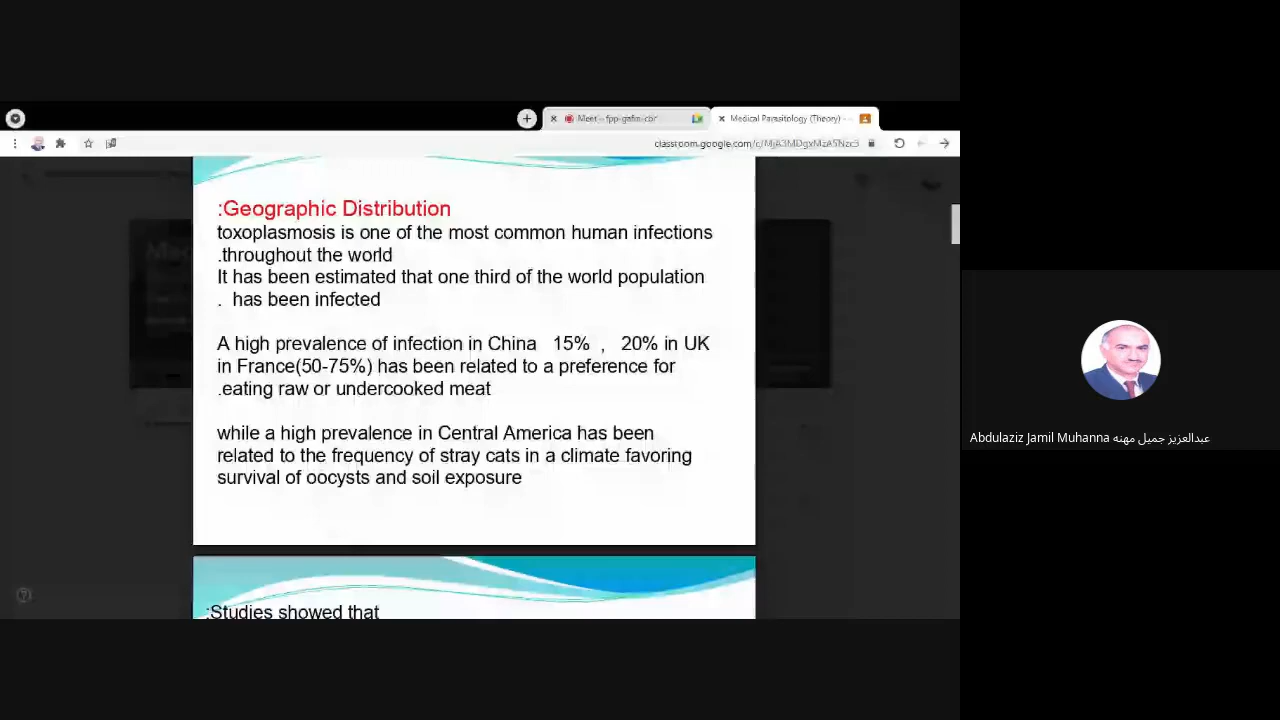 Meet – fpp-gafm-cbr
Medical Parasitology (Theory) -
:Geographic Distribution
toxoplasmosis is one of the most common human infections
.throughout the world
It has been estimated that one third of the world population
. has been infected
A high prevalence of infection in China 15% , 20% in UK
in France(50-75%) has been related to a preference for
.eating raw or undercooked meat
while a high prevalence in Central America has been
related to the frequency of stray cats in a climate favoring
survival of oocysts and soil exposure
:Studies showed that
Abdulaziz Jamil Muhanna عبدالعزيز جميل مهنه